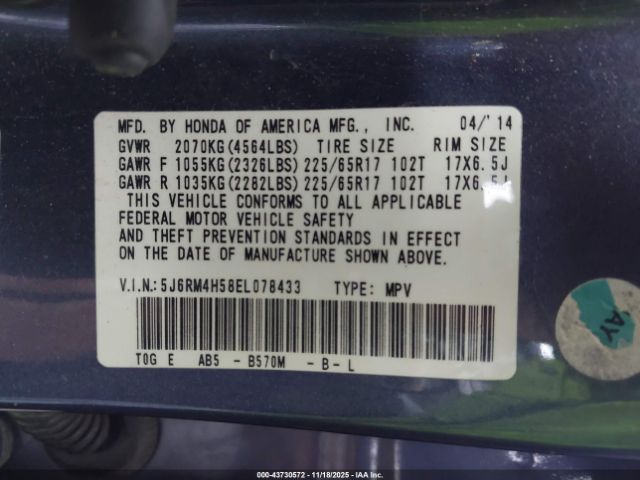 MFD. BY HONDA OF AMERICA MFG., INC. 04/'14
GVWR 2070KG(4564LBS) TIRE SIZE RIM SIZE
GAWR F 1055KG(2326LBS) 225/65R17 102T 17X6.5J
GAWR R 1035KG(2282LBS) 225/65R17 102T 17X6.5J
THIS VEHICLE CONFORMS TO ALL APPLICABLE
FEDERAL MOTOR VEHICLE SAFETY
AND THEFT PREVENTION STANDARDS IN EFFECT
ON THE DATE OF MANUFACTURE SHOWN ABOVE.
V.I.N.:5J6RM4H58EL078433 TYPE: MPV
T0G E AB5 - B570M - B - L
AY
000-43730572 - 11/18/2025 - IAA Inc.